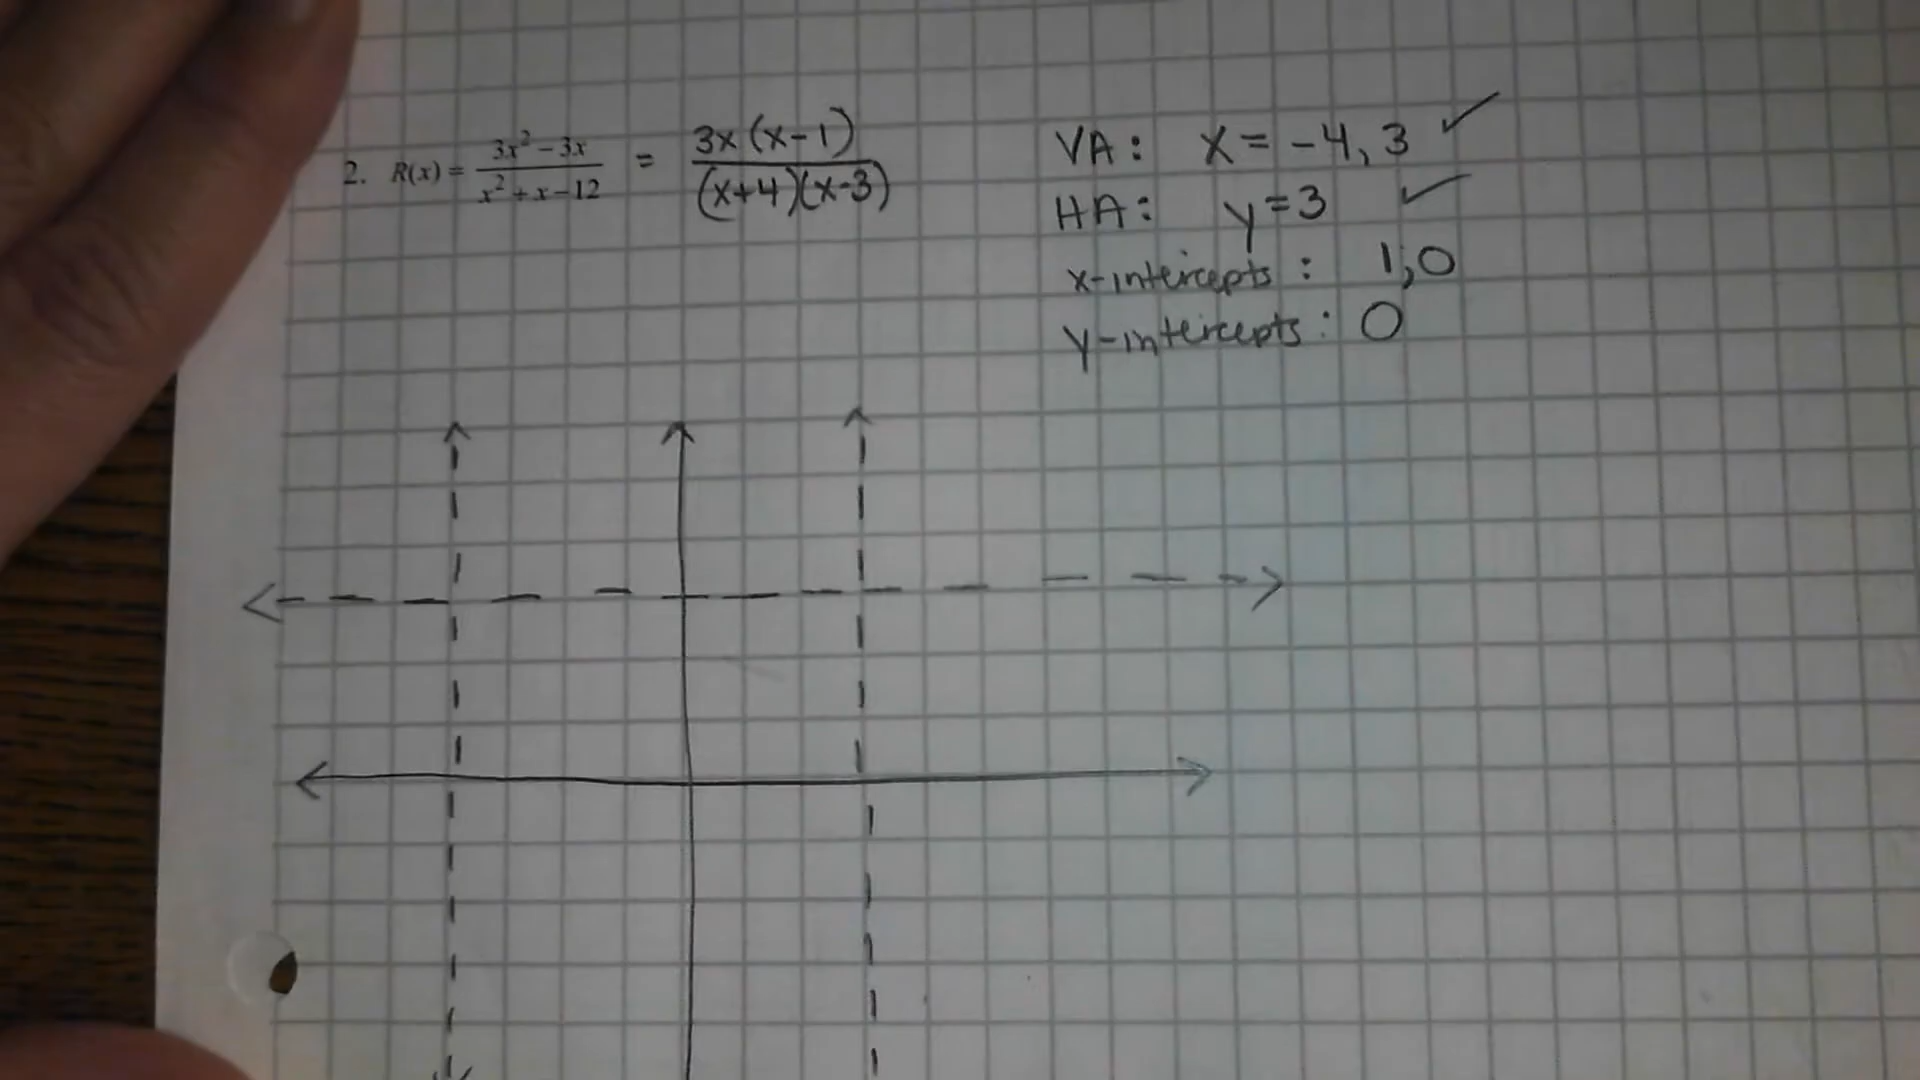 2. R(x) = (3x² – 3x)/(x² + x – 12) = 3x(x-1)/((x+4)(x-3))
VA: x = -4, 3 ✓
HA: y=3 ✓
x-intercepts : 1,0
y-intercepts : 0